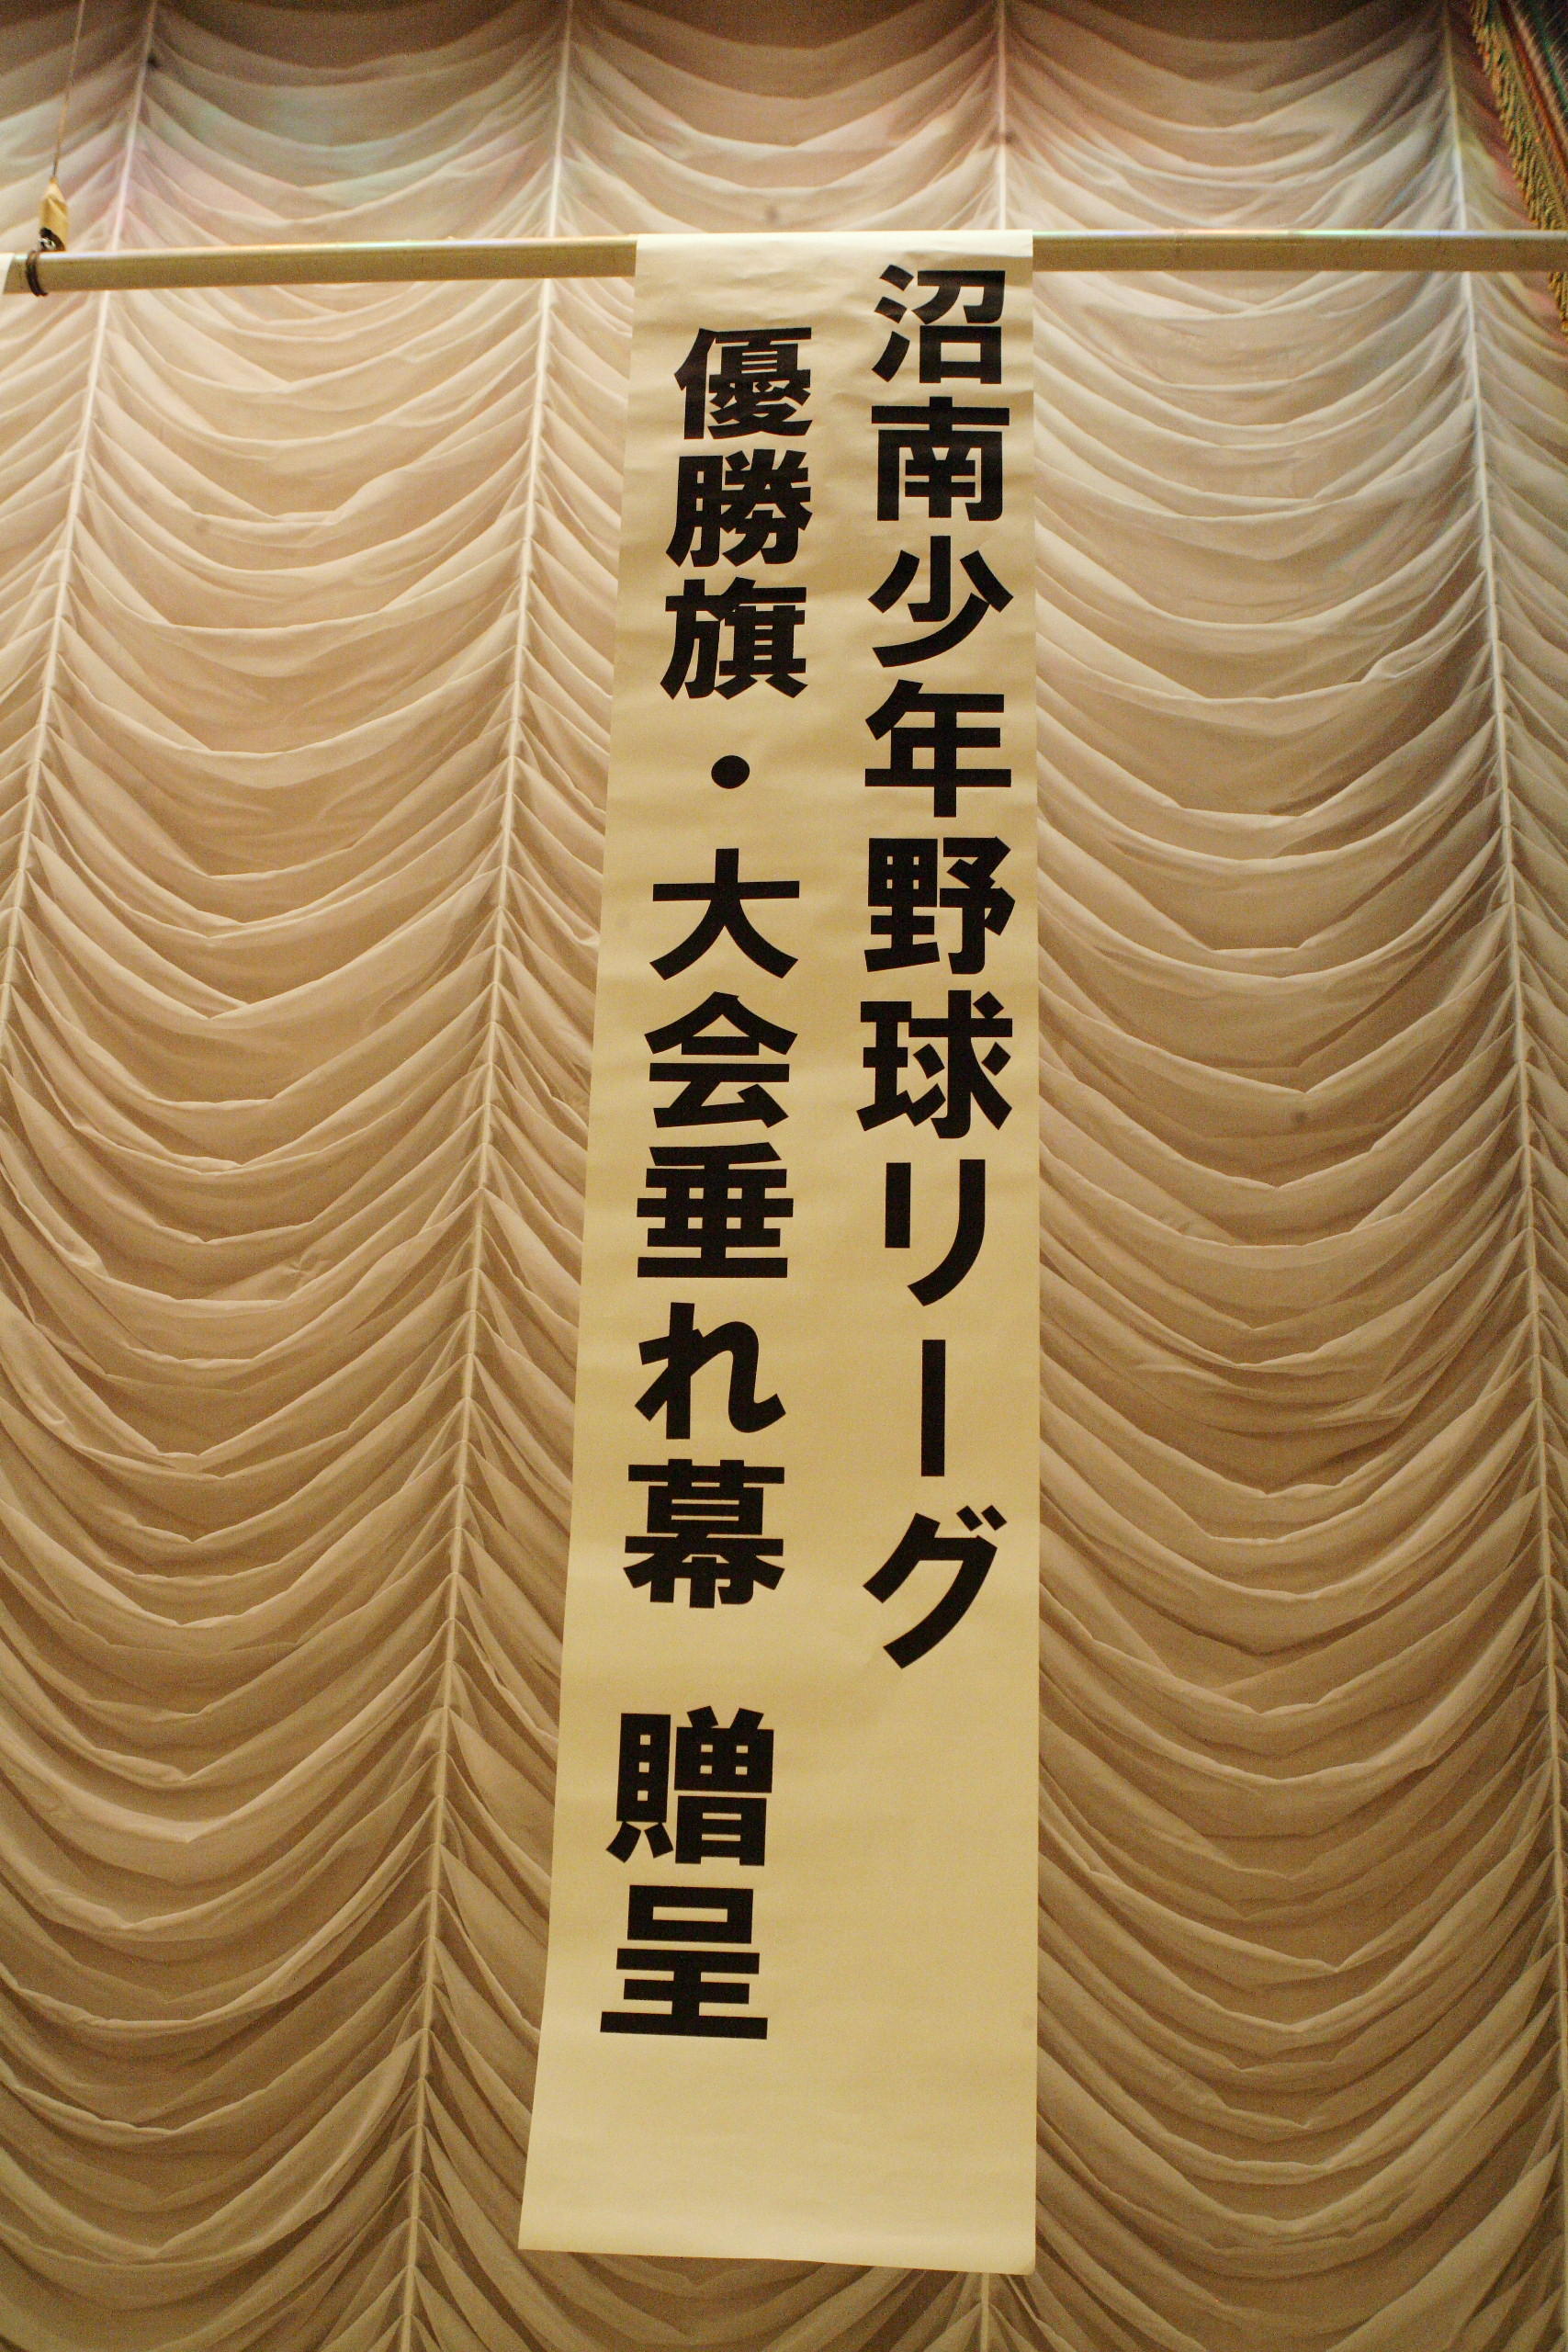 沼南少年野球リーグ
優勝旗・大会垂れ幕 贈呈